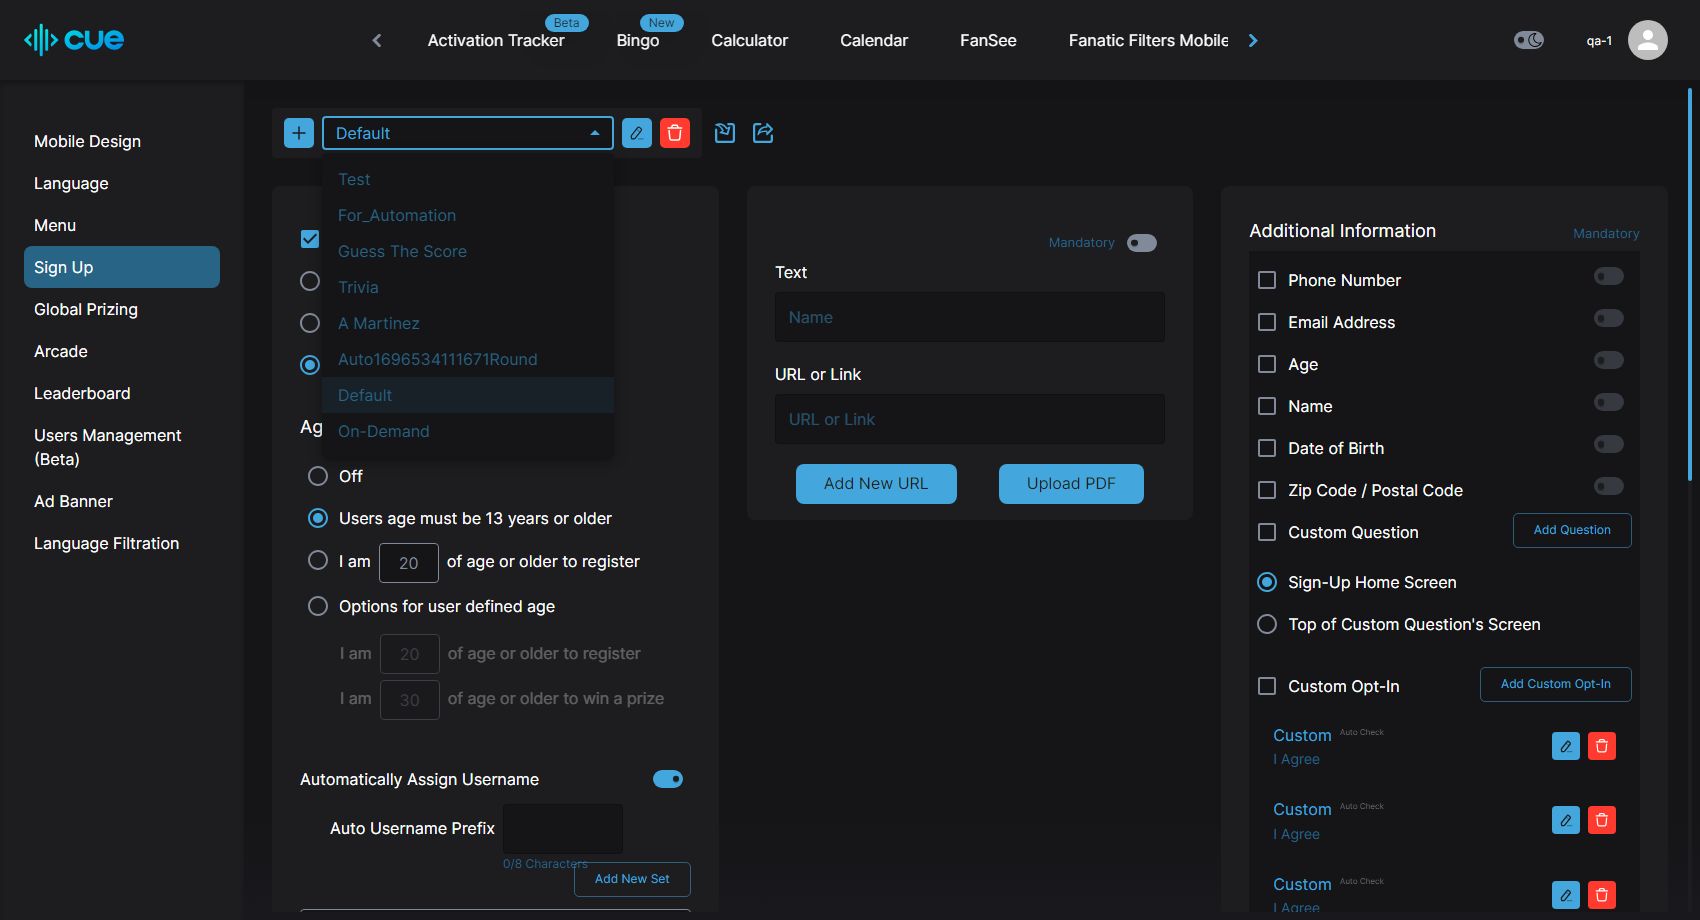 cue
Activation Tracker
Beta
Bingo
New
Calculator
Calendar
FanSee
Fanatic Filters Mobile
qa-1
Mobile Design
Language
Menu
Sign Up
Global Prizing
Arcade
Leaderboard
Users Management
(Beta)
Ad Banner
Language Filtration
Default
Test
For_Automation
Guess The Score
Trivia
A Martinez
Auto1696534111671Round
Default
On-Demand
Ag
Off
Users age must be 13 years or older
I am 20 of age or older to register
Options for user defined age
I am 20 of age or older to register
I am 30 of age or older to win a prize
Automatically Assign Username
Auto Username Prefix
0/8 Characters
Add New Set
Mandatory
Text
Name
URL or Link
URL or Link
Add New URL
Upload PDF
Additional Information
Mandatory
Phone Number
Email Address
Age
Name
Date of Birth
Zip Code / Postal Code
Custom Question
Add Question
Sign-Up Home Screen
Top of Custom Question's Screen
Custom Opt-In
Add Custom Opt-In
Custom Auto Check
I Agree
Custom Auto Check
I Agree
Custom Auto Check
I Agree